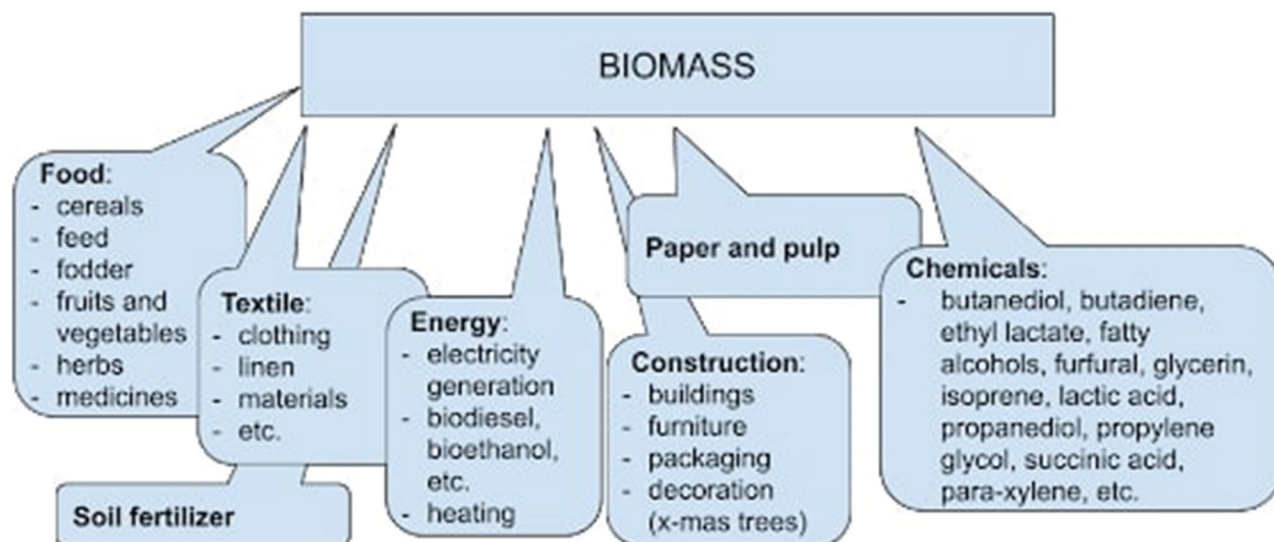 BIOMASS
Food:
- cereals
- feed
- fodder
- fruits and
vegetables
- herbs
- medicines
Textile:
- clothing
- linen
- materials
- etc.
Soil fertilizer
Energy:
- electricity
generation
- biodiesel,
bioethanol,
etc.
- heating
Paper and pulp
Construction:
- buildings
- furniture
- packaging
- decoration
(x-mas trees)
Chemicals:
- butanediol, butadiene,
ethyl lactate, fatty
alcohols, furfural, glycerin,
isoprene, lactic acid,
propanediol, propylene
glycol, succinic acid,
para-xylene, etc.